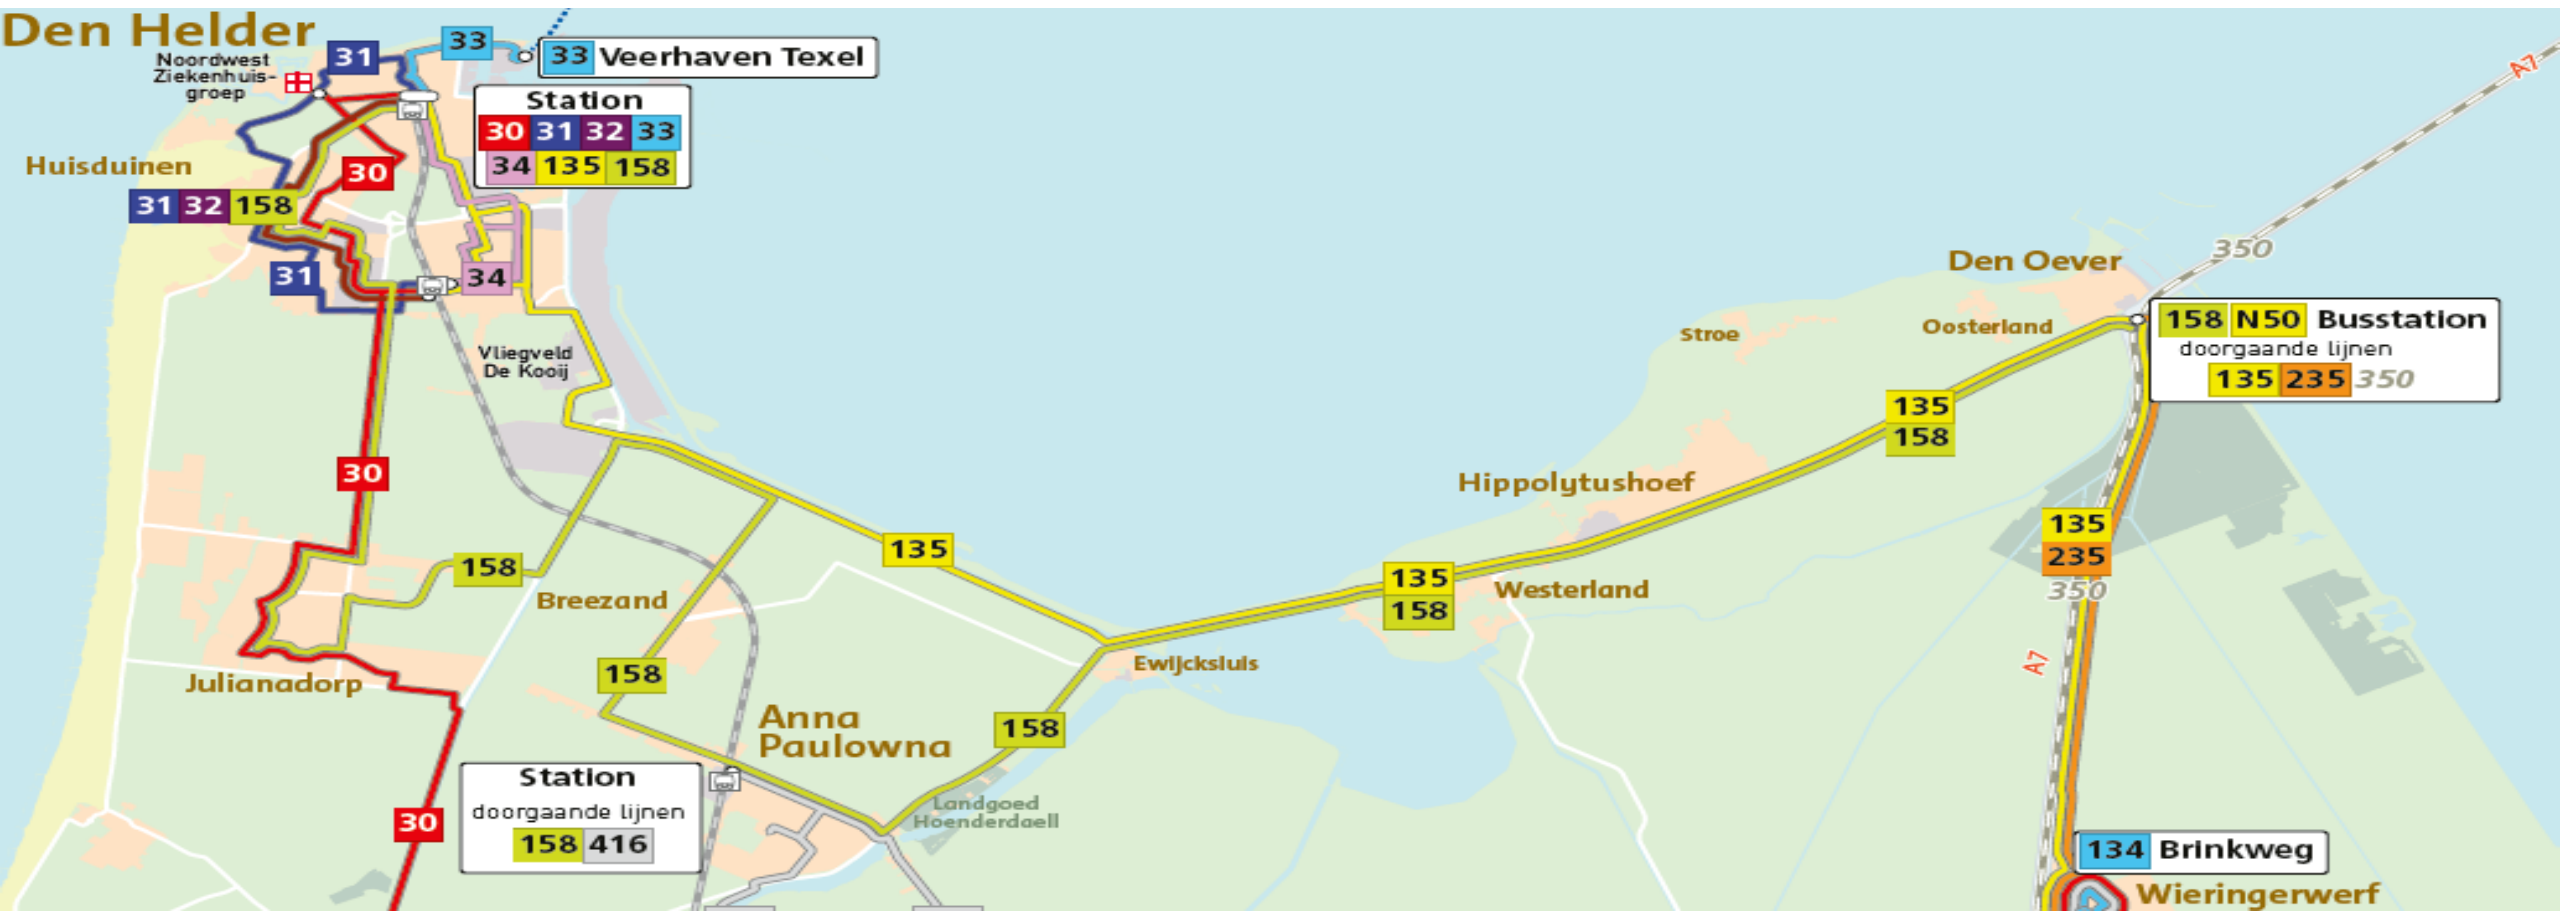 Den Helder
Noordwest
Ziekenhuis-
groep
31
33
33 Veerhaven Texel
Station
30 31 32 33
34 135 158
Huisduinen
30
31 32 158
31
34
Vliegveld
De Kooij
30
158
Breezand
135
158
Julianadorp
Anna
Paulowna
158
Ewijcksluis
Landgoed
Hoenderdaell
30
Station
doorgaande lijnen
158 416
135
158
Westerland
Hippolytushoef
135
158
Stroe
Oosterland
Den Oever
350
A7
158 N50 Busstation
doorgaande lijnen
135 235 350
135
235
350
A7
134 Brinkweg
Wieringerwerf